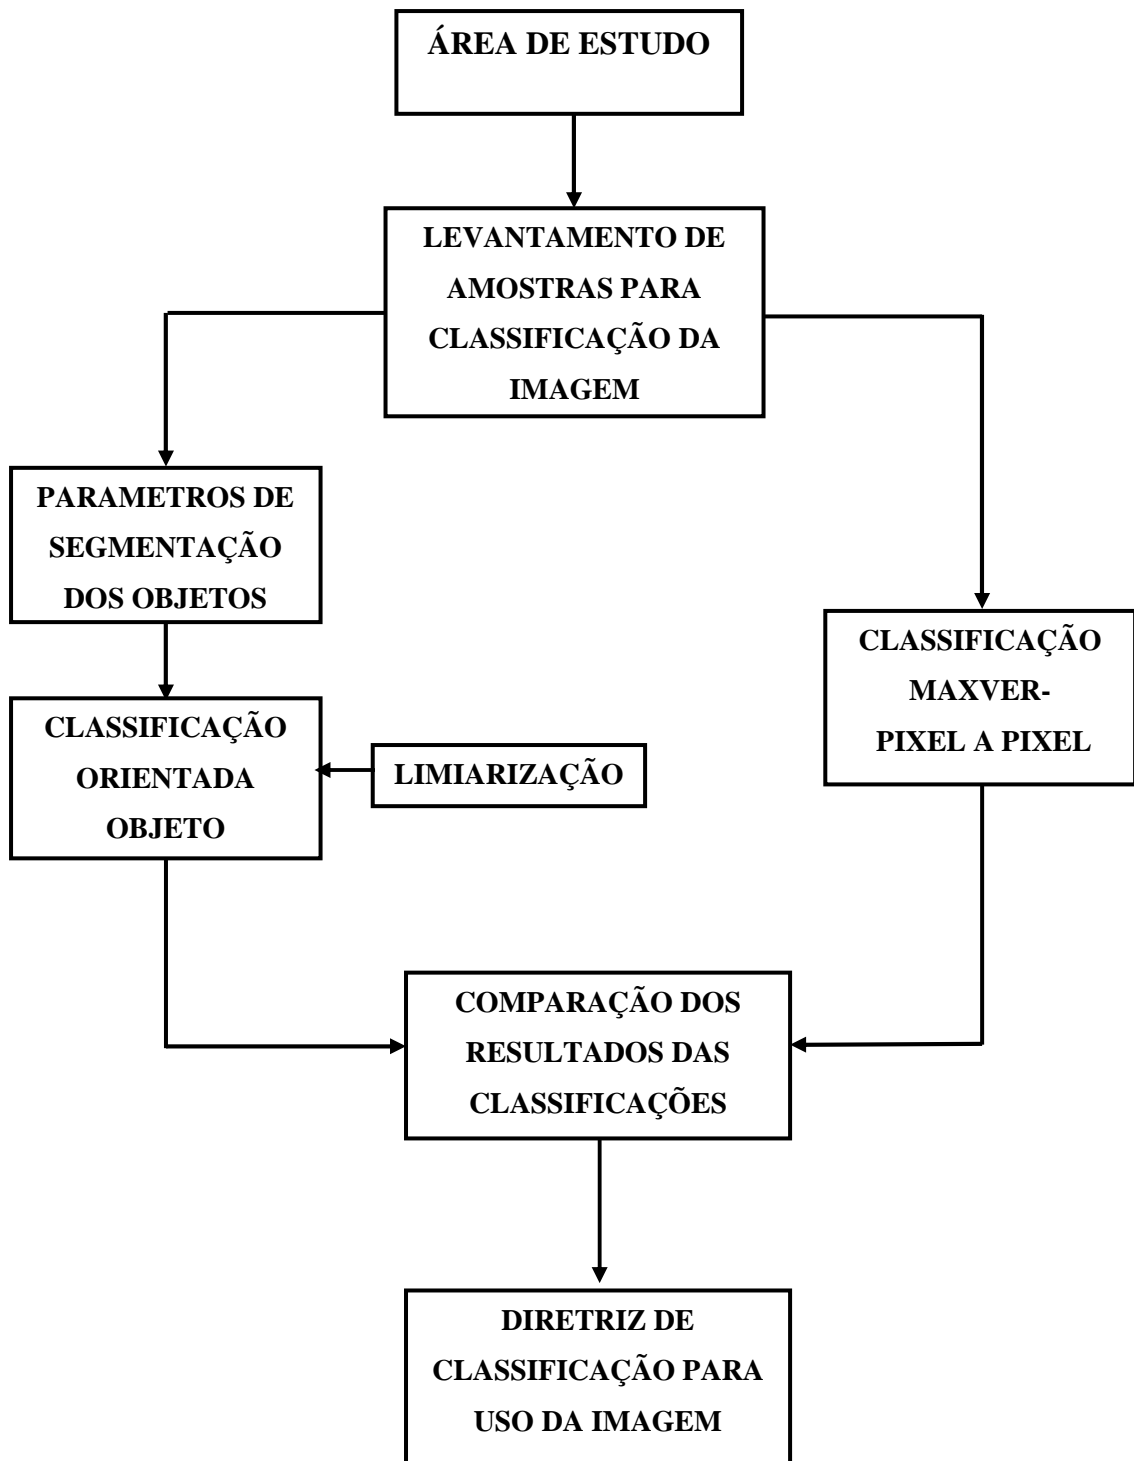 ÁREA DE ESTUDO
LEVANTAMENTO DE
AMOSTRAS PARA
CLASSIFICAÇÃO DA
IMAGEM
PARAMETROS DE
SEGMENTAÇÃO
DOS OBJETOS
CLASSIFICAÇÃO
MAXVER-
PIXEL A PIXEL
CLASSIFICAÇÃO
ORIENTADA
OBJETO
LIMIARIZAÇÃO
COMPARAÇÃO DOS
RESULTADOS DAS
CLASSIFICAÇÕES
DIRETRIZ DE
CLASSIFICAÇÃO PARA
USO DA IMAGEM